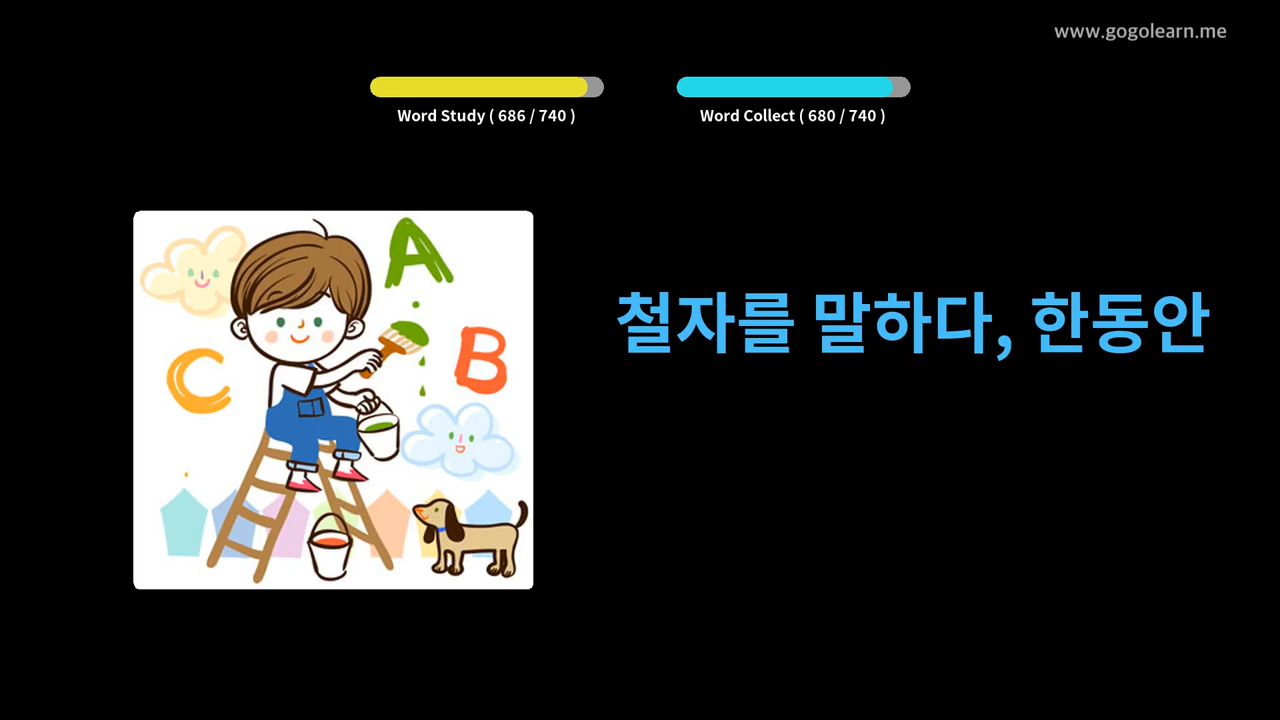 www.gogolearn.me
Word Study ( 686 / 740 )
Word Collect ( 680 / 740 )
A
B
C
철자를 말하다, 한동안